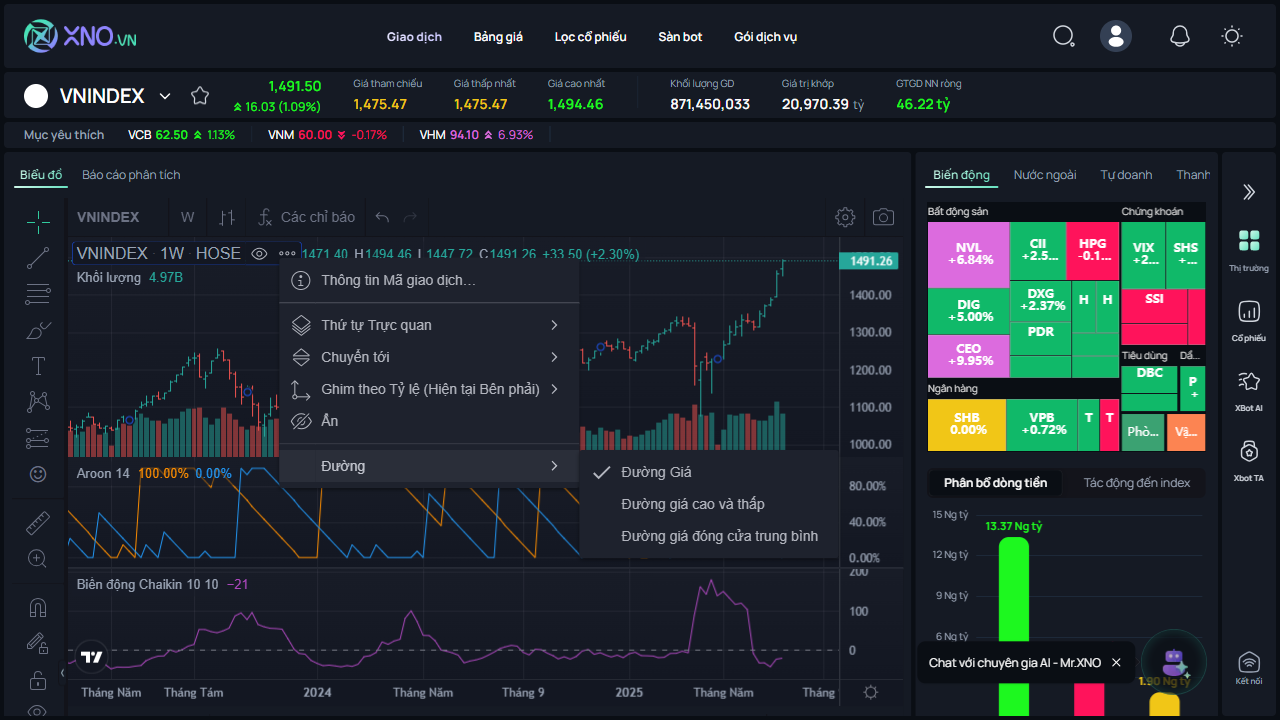 XNO.VN
Giao dịch
Bảng giá
Lọc cổ phiếu
Sàn bot
Gói dịch vụ
VNINDEX
1,491.50
16.03 (1.09%)
Giá tham chiếu
1,475.47
Giá thấp nhất
1,475.47
Giá cao nhất
1,494.46
Khối lượng GD
871,450,033
Giá trị khớp
20,970.39 tỷ
GTGD NN ròng
46.22 tỷ
Mục yêu thích
VCB 62.50 1.13%
VNM 60.00 -0.17%
VHM 94.10 6.93%
Biểu đồ
Báo cáo phân tích
VNINDEX
W
Các chỉ báo
VNINDEX · 1W · HOSE
1471.40 H1494.46 L1447.72 C1491.26 +33.50 (+2.30%)
Khối lượng 4.97B
Thông tin Mã giao dịch...
Thứ tự Trực quan
Chuyển tới
Ghim theo Tỷ lệ (Hiện tại Bên phải)
Ẩn
Đường
Đường Giá
Đường giá cao và thấp
Đường giá đóng cửa trung bình
1491.26
1400.00
1300.00
1200.00
1100.00
1000.00
Aroon 14 100.00% 0.00%
80.00%
40.00%
0.00%
Biên động Chaikin 10 10 −21
200
100
0
Tháng Năm
Tháng Tám
2024
Tháng Năm
Tháng 9
2025
Tháng Năm
Tháng
Biến động
Nước ngoài
Tự doanh
Thanh
Bất động sản
NVL
+6.84%
CII
+2.5...
HPG
-0.1...
DIG
+5.00%
DXG
+2.37%
H
H
CEO
+9.95%
PDR
Chứng khoán
VIX
+2...
SHS
+...
SSI
Ngân hàng
SHB
0.00%
VPB
+0.72%
T
T
Tiêu dùng
DBC
Dầ...
P
+
Phò...
Vậ...
Phân bổ dòng tiền
Tác động đến index
15 Ng tỷ
12 Ng tỷ
9 Ng tỷ
6 Ng tỷ
13.37 Ng tỷ
1.90 Ng tỷ
Chat với chuyên gia AI - Mr.XNO
Thị trường
Cổ phiếu
XBot AI
Xbot TA
Kết nối